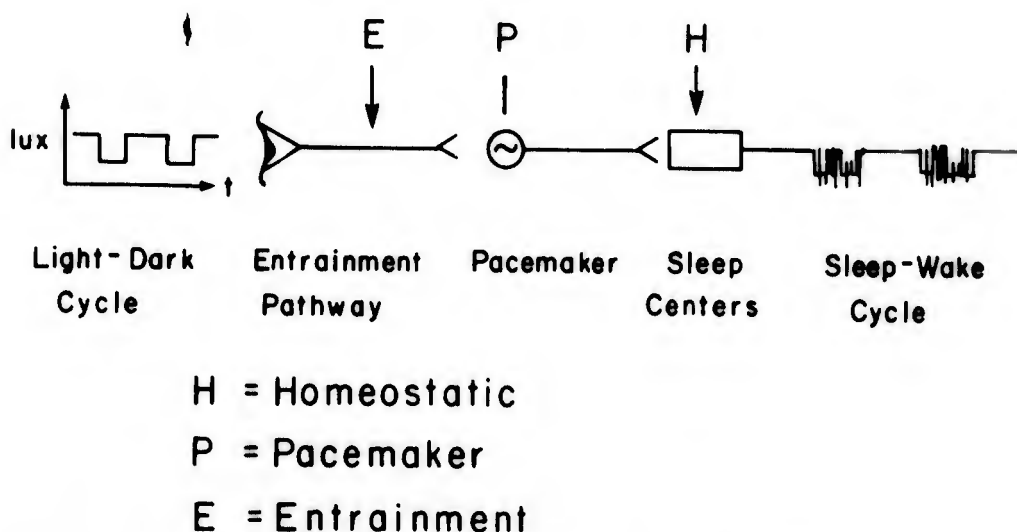 E P H
lux
t
Light-Dark Cycle
Entrainment Pathway
Pacemaker
Sleep Centers
Sleep-Wake Cycle
H = Homeostatic
P = Pacemaker
E = Entrainment